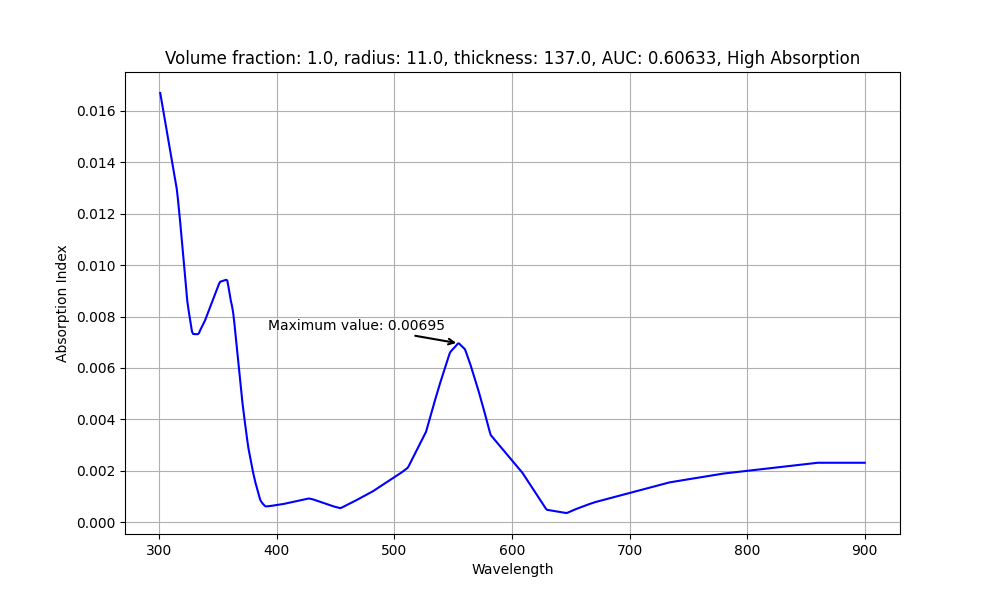 Volume fraction: 1.0, radius: 11.0, thickness: 137.0, AUC: 0.60633, High Absorption
0.016
0.014
0.012
0.010
0.008
0.006
0.004
0.002
0.000
Absorption Index
Maximum value: 0.00695
300 400 500 600 700 800 900
Wavelength